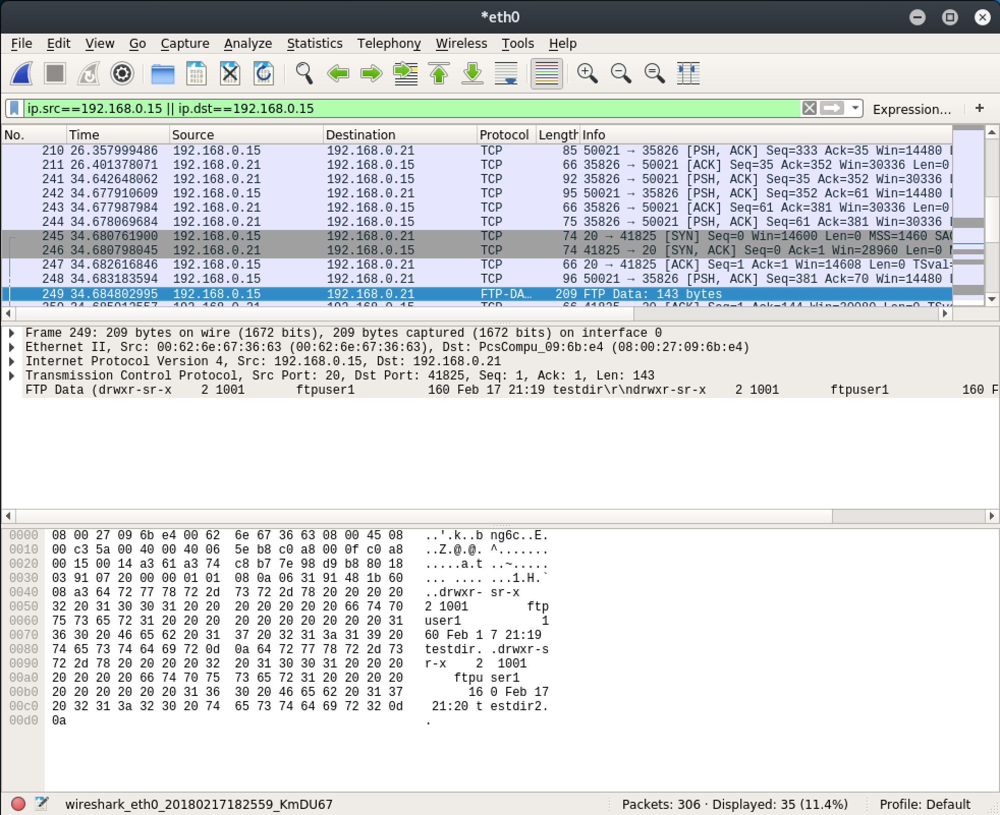 *eth0
File Edit View Go Capture Analyze Statistics Telephony Wireless Tools Help
ip.src==192.168.0.15 || ip.dst==192.168.0.15 Expression… +
No. Time Source Destination Protocol Length Info
210 26.357999486 192.168.0.15 192.168.0.21 TCP 85 50021 → 35826 [PSH, ACK] Seq=333 Ack=35 Win=14480
211 26.401378071 192.168.0.21 192.168.0.15 TCP 66 35826 → 50021 [ACK] Seq=35 Ack=352 Win=30336 Len=0
241 34.642648062 192.168.0.21 192.168.0.15 TCP 92 35826 → 50021 [PSH, ACK] Seq=35 Ack=352 Win=30336
242 34.677910609 192.168.0.15 192.168.0.21 TCP 95 50021 → 35826 [PSH, ACK] Seq=352 Ack=61 Win=14480
243 34.677987984 192.168.0.21 192.168.0.15 TCP 66 35826 → 50021 [ACK] Seq=61 Ack=381 Win=30336 Len=0
244 34.678069684 192.168.0.21 192.168.0.15 TCP 75 35826 → 50021 [PSH, ACK] Seq=61 Ack=381 Win=30336
245 34.680761900 192.168.0.15 192.168.0.21 TCP 74 20 → 41825 [SYN] Seq=0 Win=14600 Len=0 MSS=1460 SAC
246 34.680798045 192.168.0.21 192.168.0.15 TCP 74 41825 → 20 [SYN, ACK] Seq=0 Ack=1 Win=28960 Len=0
247 34.682616846 192.168.0.15 192.168.0.21 TCP 66 20 → 41825 [ACK] Seq=1 Ack=1 Win=14608 Len=0 TSval=
248 34.683183594 192.168.0.15 192.168.0.21 TCP 96 50021 → 35826 [PSH, ACK] Seq=381 Ack=70 Win=14480
249 34.684802995 192.168.0.15 192.168.0.21 FTP-DA… 209 FTP Data: 143 bytes
Frame 249: 209 bytes on wire (1672 bits), 209 bytes captured (1672 bits) on interface 0
Ethernet II, Src: 00:62:6e:67:36:63 (00:62:6e:67:36:63), Dst: PcsCompu_09:6b:e4 (08:00:27:09:6b:e4)
Internet Protocol Version 4, Src: 192.168.0.15, Dst: 192.168.0.21
Transmission Control Protocol, Src Port: 20, Dst Port: 41825, Seq: 1, Ack: 1, Len: 143
FTP Data (drwxr-sr-x    2 1001       ftpuser1          160 Feb 17 21:19 testdir\r\ndrwxr-sr-x    2 1001       ftpuser1          160 F
0000 08 00 27 09 6b e4 00 62 6e 67 36 63 08 00 45 08 ..'.k..b ng6c..E.
0010 00 c3 5a 00 40 00 40 06 5e b8 c0 a8 00 0f c0 a8 ..Z.@.@. ^.......
0020 00 15 00 14 a3 61 a3 74 c8 b7 7e 98 d9 b8 80 18 .....a.t ..~.....
0030 03 91 07 20 00 00 01 01 08 0a 06 31 91 48 1b 60 ... .... ...1.H.`
0040 08 a3 64 72 77 78 72 2d 73 72 2d 78 20 20 20 20 ..drwxr- sr-x
0050 32 20 31 30 30 31 20 20 20 20 20 20 20 66 74 70 2 1001        ftp
0060 75 73 65 72 31 20 20 20 20 20 20 20 20 20 20 31 user1           1
0070 36 30 20 46 65 62 20 31 37 20 32 31 3a 31 39 20 60 Feb 1 7 21:19
0080 74 65 73 74 64 69 72 0d 0a 64 72 77 78 72 2d 73 testdir. .drwxr-s
0090 72 2d 78 20 20 20 20 32 20 31 30 30 31 20 20 20 r-x    2  1001
00a0 20 20 20 20 66 74 70 75 73 65 72 31 20 20 20 20     ftpu ser1
00b0 20 20 20 20 20 20 31 36 30 20 46 65 62 20 31 37       16 0 Feb 17
00c0 20 32 31 3a 32 30 20 74 65 73 74 64 69 72 32 0d  21:20 t estdir2.
00d0 0a .
wireshark_eth0_20180217182559_KmDU67 Packets: 306 · Displayed: 35 (11.4%) Profile: Default